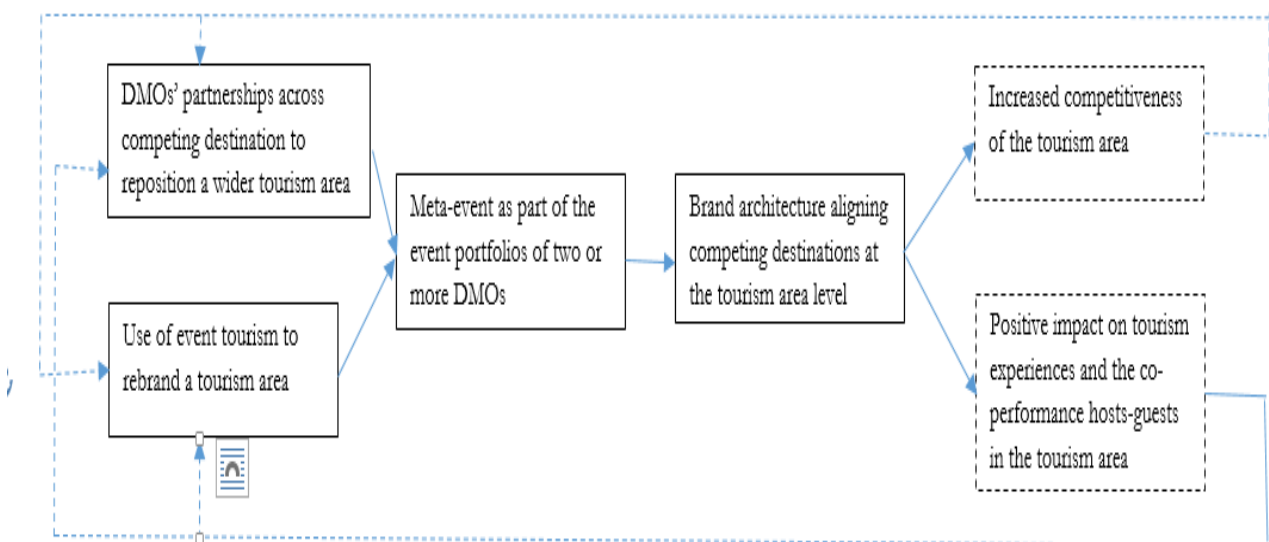 DMOs' partnerships across
competing destination to
reposition a wider tourism area
Use of event tourism to
rebrand a tourism area
Meta-event as part of the
event portfolios of two or
more DMOs
Brand architecture aligning
competing destinations at
the tourism area level
Increased competitiveness
of the tourism area
Positive impact on tourism
experiences and the co-
performance hosts-guests
in the tourism area